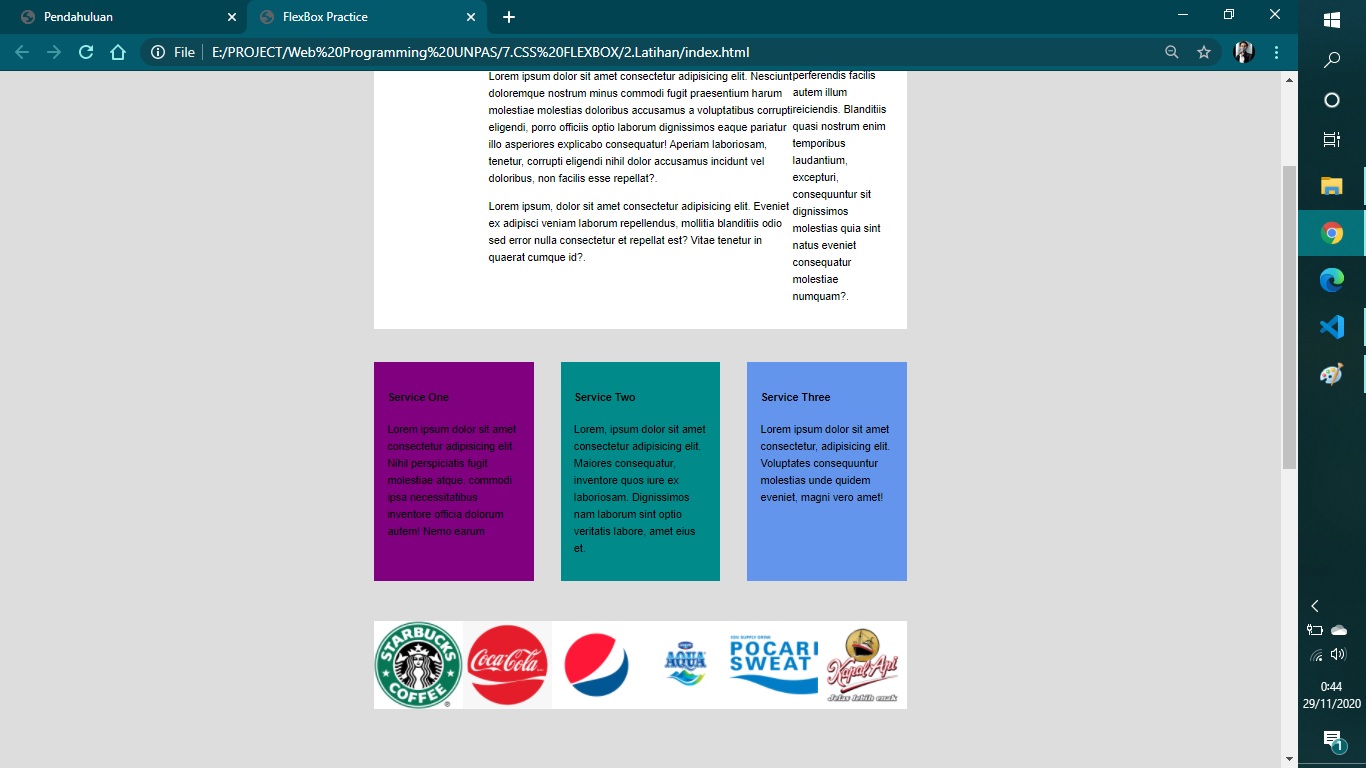 Pendahuluan
FlexBox Practice
File
E:/PROJECT/Web%20Programming%20UNPAS/7.CSS%20FLEXBOX/2.Latihan/index.html
Lorem ipsum dolor sit amet consectetur adipisicing elit. Nesciunt
doloremque nostrum minus commodi fugit praesentium harum
molestiae molestias doloribus accusamus a voluptatibus corrupti
eligendi, porro officiis optio laborum dignissimos eaque pariatur
illo asperiores explicabo consequatur! Aperiam laboriosam,
tenetur, corrupti eligendi nihil dolor accusamus incidunt vel
doloribus, non facilis esse repellat?.
Lorem ipsum, dolor sit amet consectetur adipisicing elit. Eveniet
ex adipisci veniam laborum repellendus, mollitia blanditiis odio
sed error nulla consectetur et repellat est? Vitae tenetur in
quaerat cumque id?.
perferendis facilis
autem illum
reiciendis. Blanditiis
quasi nostrum enim
temporibus
laudantium,
excepturi,
consequuntur sit
dignissimos
molestias quia sint
natus eveniet
consequatur
molestiae
numquam?.
Service One
Lorem ipsum dolor sit amet
consectetur adipisicing elit.
Nihil perspiciatis fugit
molestiae atque, commodi
ipsa necessitatibus
inventore officia dolorum
autem! Nemo earum
Service Two
Lorem, ipsum dolor sit amet
consectetur adipisicing elit.
Maiores consequatur,
inventore quos iure ex
laboriosam. Dignissimos
nam laborum sint optio
veritatis labore, amet eius
et.
Service Three
Lorem ipsum dolor sit amet
consectetur, adipisicing elit.
Voluptates consequuntur
molestias unde quidem
eveniet, magni vero amet!
STARBUCKS
COFFEE
Coca-Cola
AQUA
ION SUPPLY DRINK
POCARI
SWEAT
Kapal Api
Jelas lebih enak
0:44
29/11/2020
1